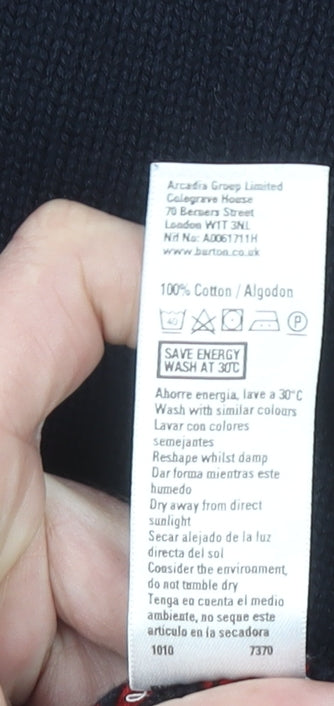 Arcadia Group Limited
Colegrave House
70 Berners Street
London W1T 3NL
Nif No: A0061711H
www.burton.co.uk
100% Cotton / Algodon
40 P
SAVE ENERGY
WASH AT 30°C
Ahorre energia, lave a 30°C
Wash with similar colours
Lavar con colores
semejantes
Reshape whilst damp
Dar forma mientras este
humedo
Dry away from direct
sunlight
Secar alejado de la luz
directa del sol
Consider the environment,
do not tumble dry
Tenga en cuenta el medio
ambiente, no seque este
articulo en la secadora
1010 7370